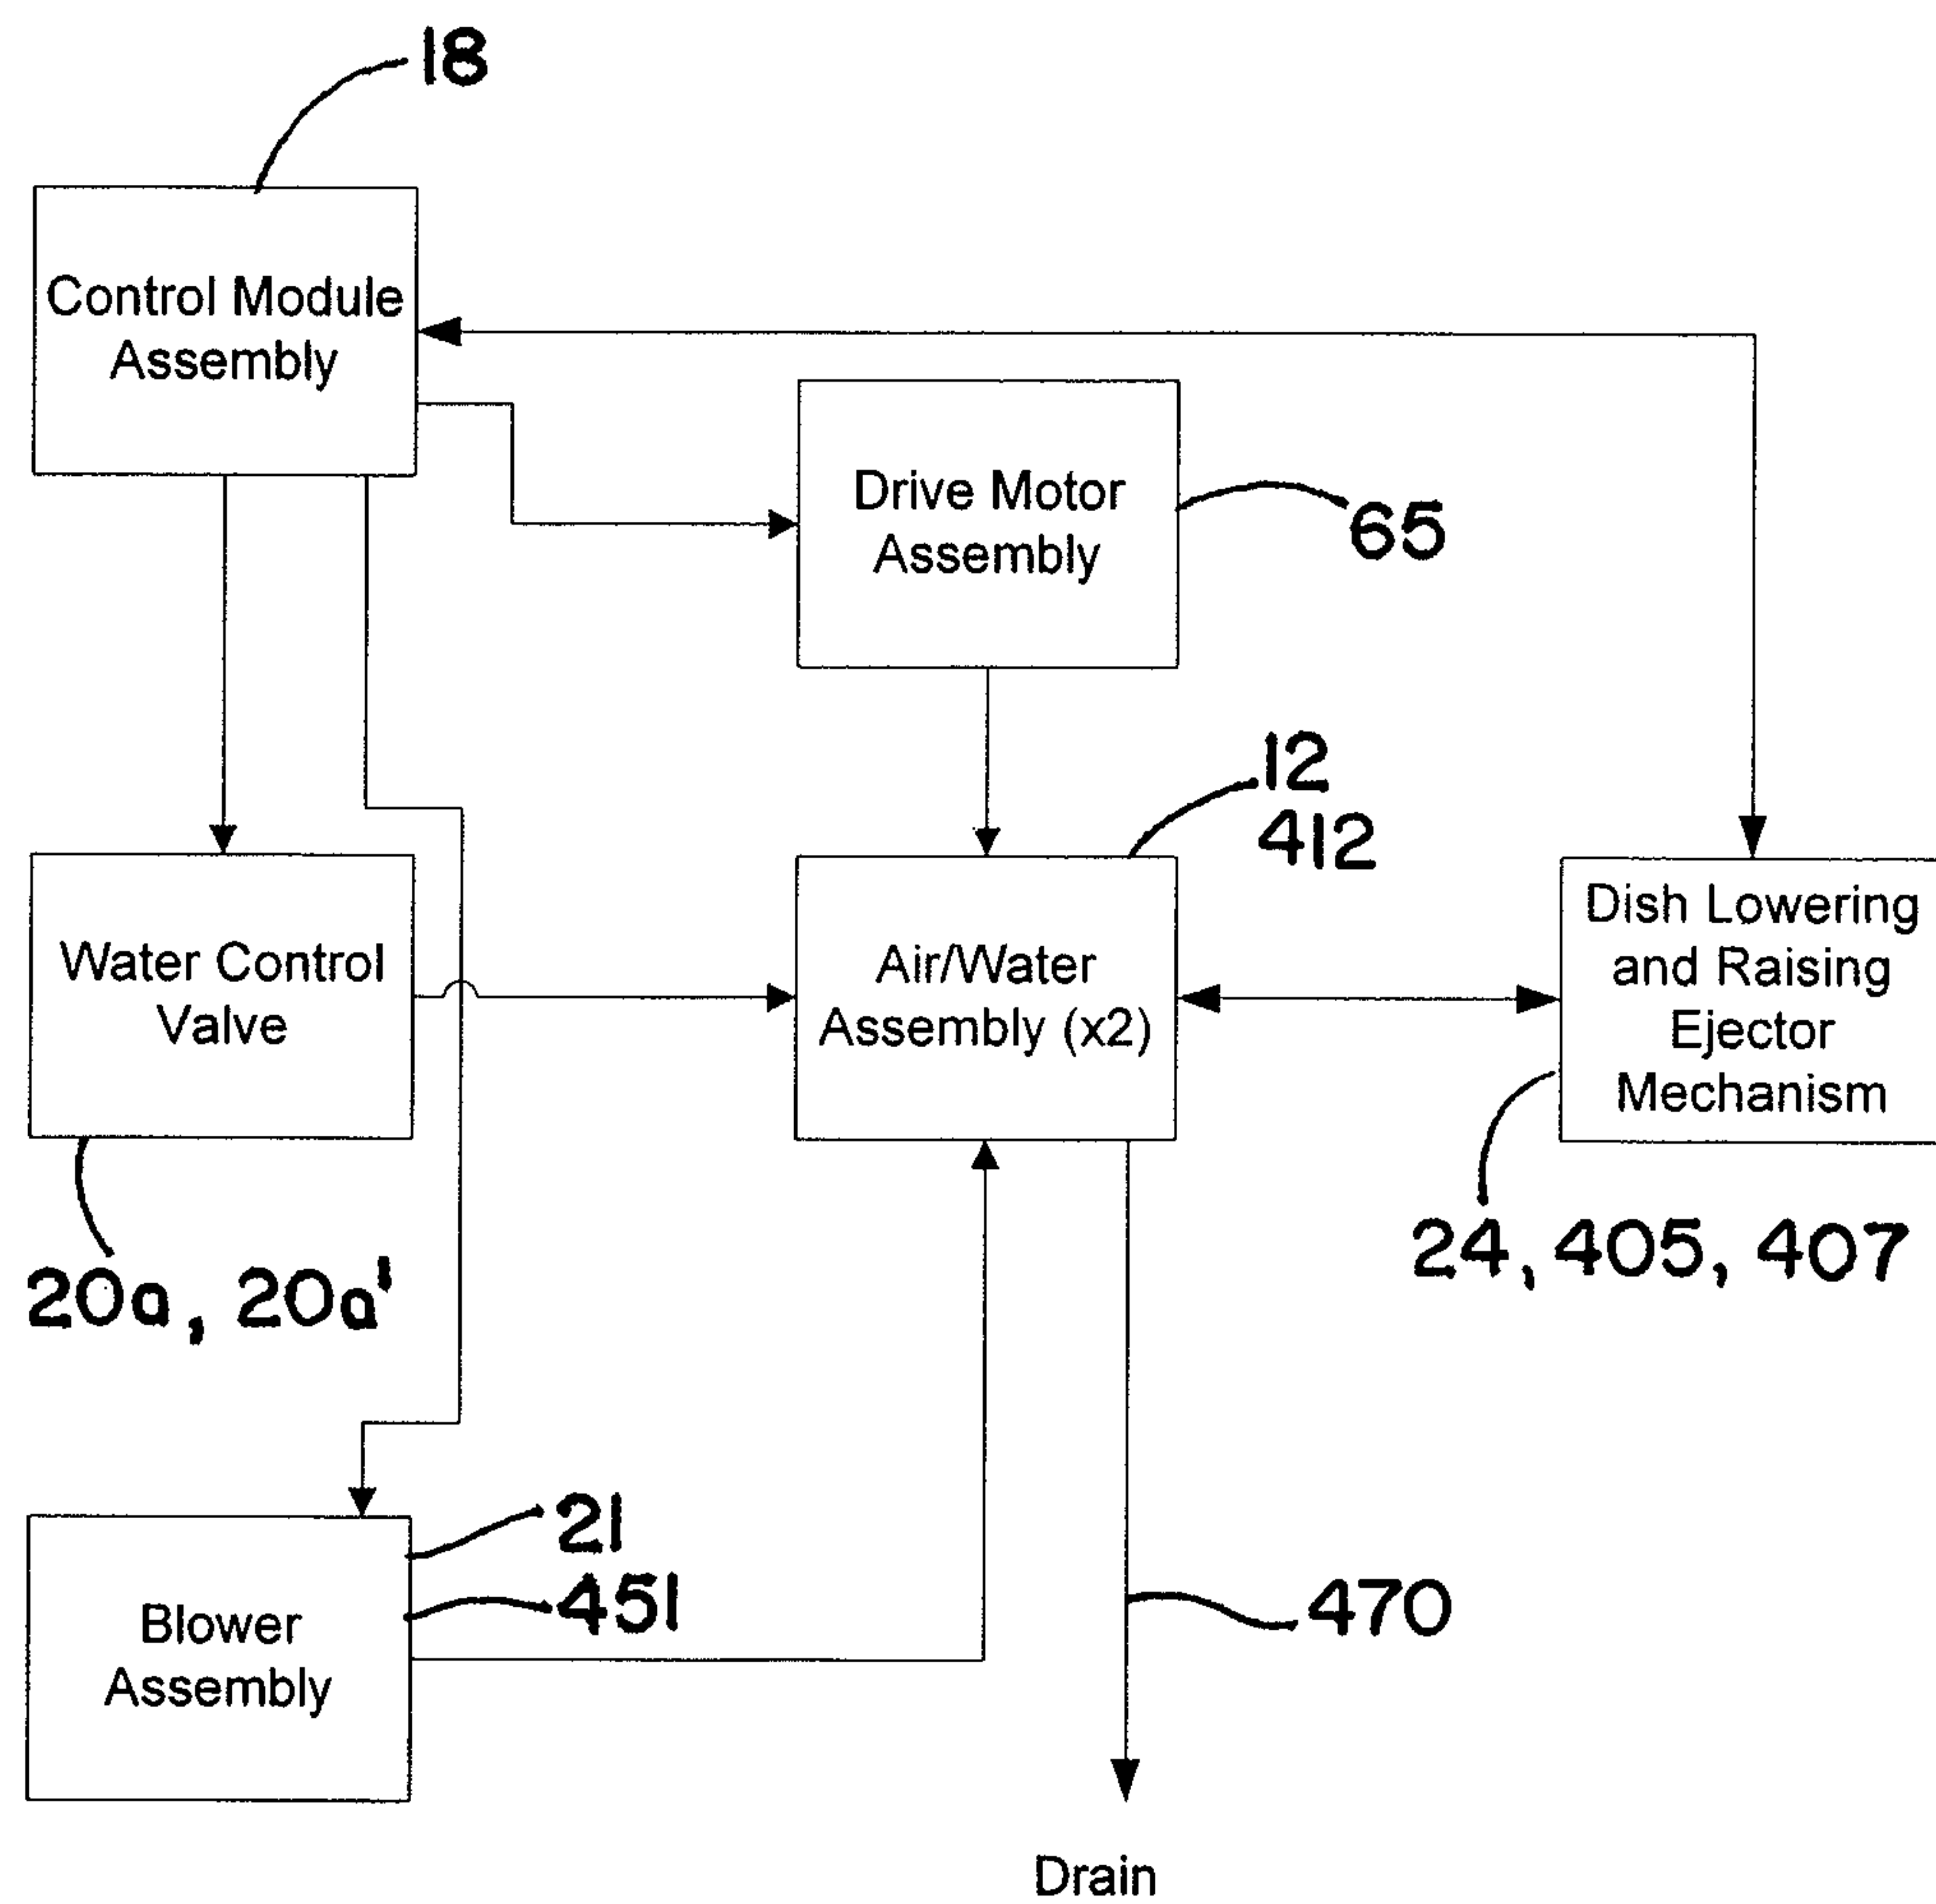 18
Control Module
Assembly
Drive Motor
Assembly
65
12
412
Water Control
Valve
Air/Water
Assembly (x2)
Dish Lowering
and Raising
Ejector
Mechanism
20a, 20a'
24, 405, 407
21
451
Blower
Assembly
470
Drain